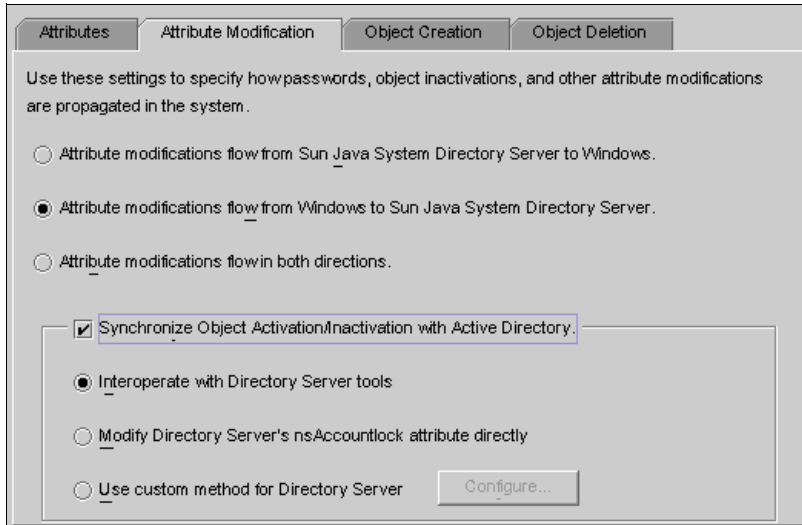 Attributes
Attribute Modification
Object Creation
Object Deletion
Use these settings to specify how passwords, object inactivations, and other attribute modifications
are propagated in the system.
Attribute modifications flow from Sun Java System Directory Server to Windows.
Attribute modifications flow from Windows to Sun Java System Directory Server.
Attribute modifications flow in both directions.
Synchronize Object Activation/Inactivation with Active Directory.
Interoperate with Directory Server tools
Modify Directory Server's nsAccountlock attribute directly
Use custom method for Directory Server
Configure...